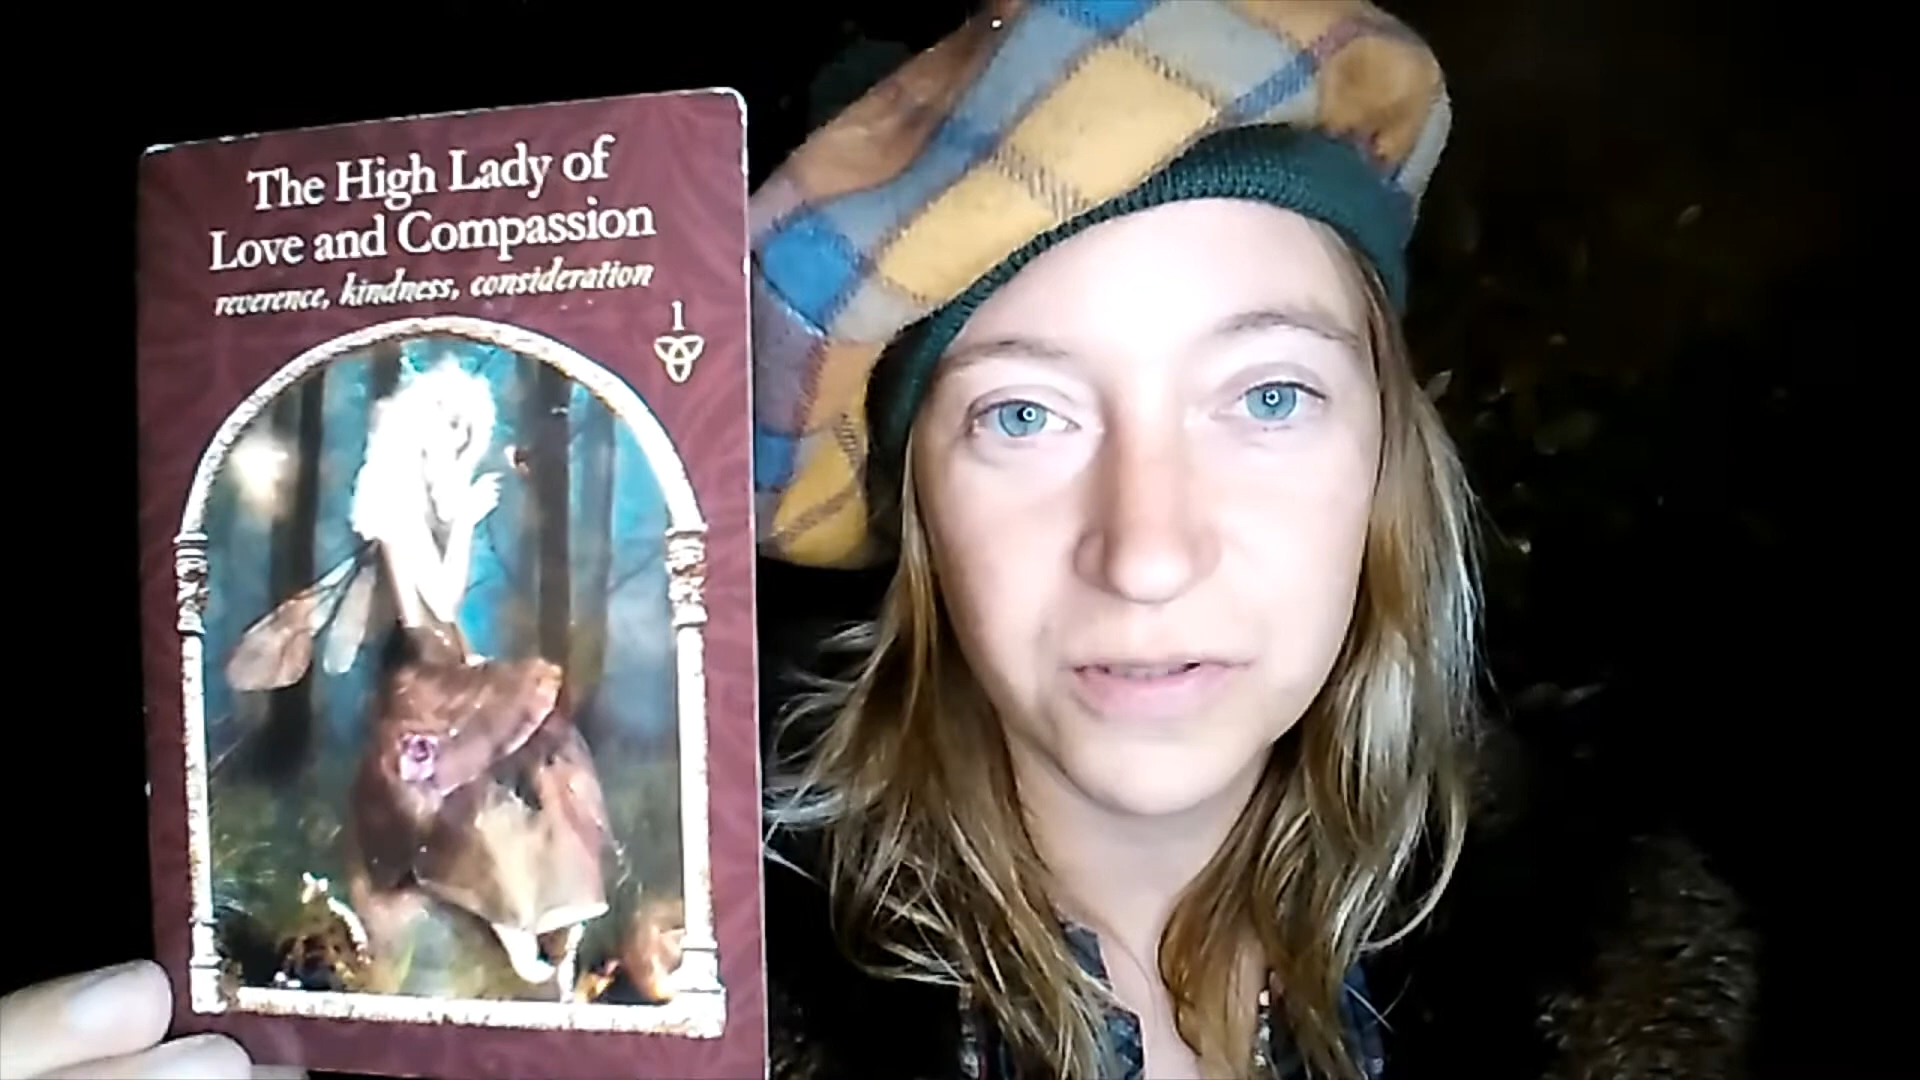 The High Lady of
Love and Compassion
reverence, kindness, consideration
1